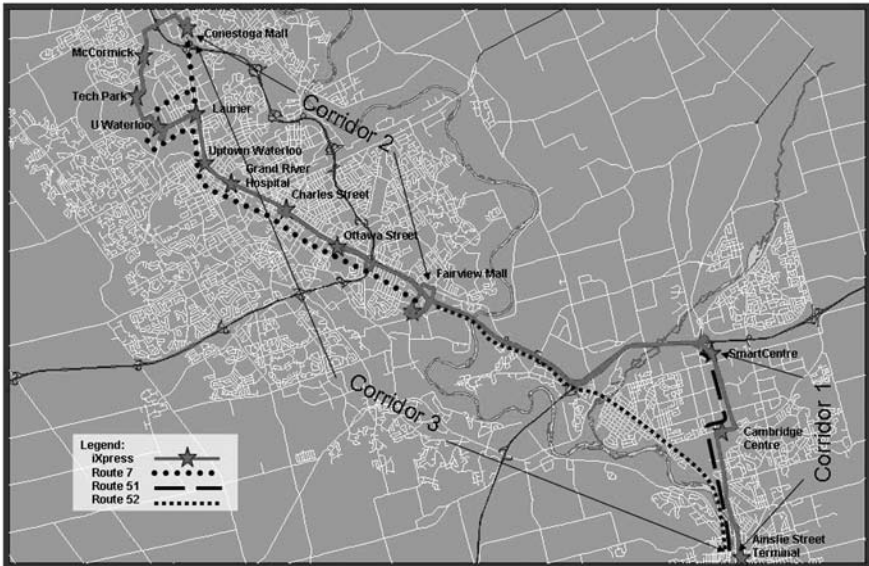 Conestoga Mall
McCormick
Tech Park
Laurier
U Waterloo
Corridor 2
Uptown Waterloo
Grand River
Hospital
Charles Street
Ottawa Street
Fairview Mall
SmartCentre
Corridor 3
Corridor 1
Cambridge
Centre
Legend:
iXpress
Route 7
Route 51
Route 52
Ainslie Street
Terminal